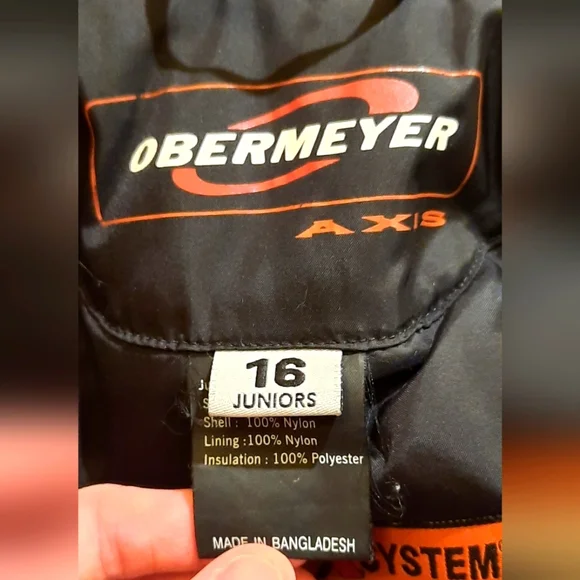 OBERMEYER
AXIS
16
JUNIORS
Shell : 100% Nylon
Lining :100% Nylon
Insulation : 100% Polyester
MADE IN BANGLADESH
SYSTEM